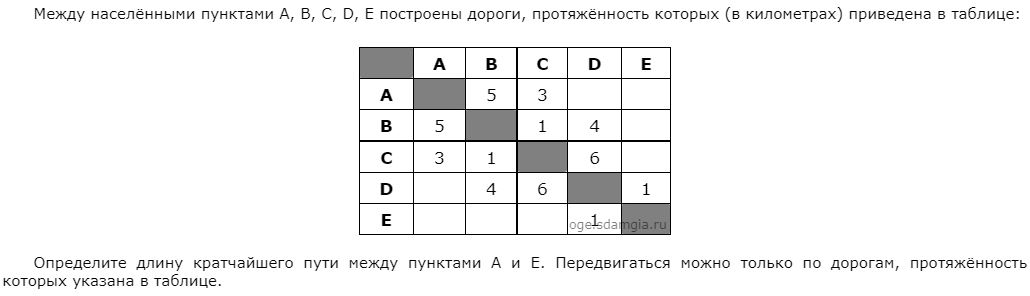 Между населёнными пунктами A, B, C, D, E построены дороги, протяжённость которых (в километрах) приведена в таблице:
A B C D E
A 5 3
B 5 1 4
C 3 1 6
D 4 6 1
E 1
oge.sdamgia.ru
Определите длину кратчайшего пути между пунктами A и E. Передвигаться можно только по дорогам, протяжённость
которых указана в таблице.